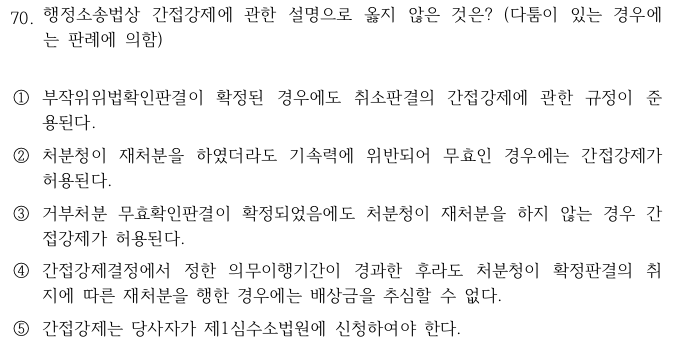 70. 행정소송법상 간접강제에 관한 설명으로 옳지 않은 것은? (다툼이 있는 경우에
는 판례에 의함)
① 부작위위법확인판결이 확정된 경우에도 취소판결의 간접강제에 관한 규정이 준
용된다.
② 처분청이 재처분을 하였더라도 기속력에 위반되어 무효인 경우에는 간접강제가
허용된다.
③ 거부처분 무효확인판결이 확정되었음에도 처분청이 재처분을 하지 않는 경우 간
접강제가 허용된다.
④ 간접강제결정에서 정한 의무이행기간이 경과한 후라도 처분청이 확정판결의 취
지에 따른 재처분을 행한 경우에는 배상금을 추심할 수 없다.
⑤ 간접강제는 당사자가 제1심수소법원에 신청하여야 한다.